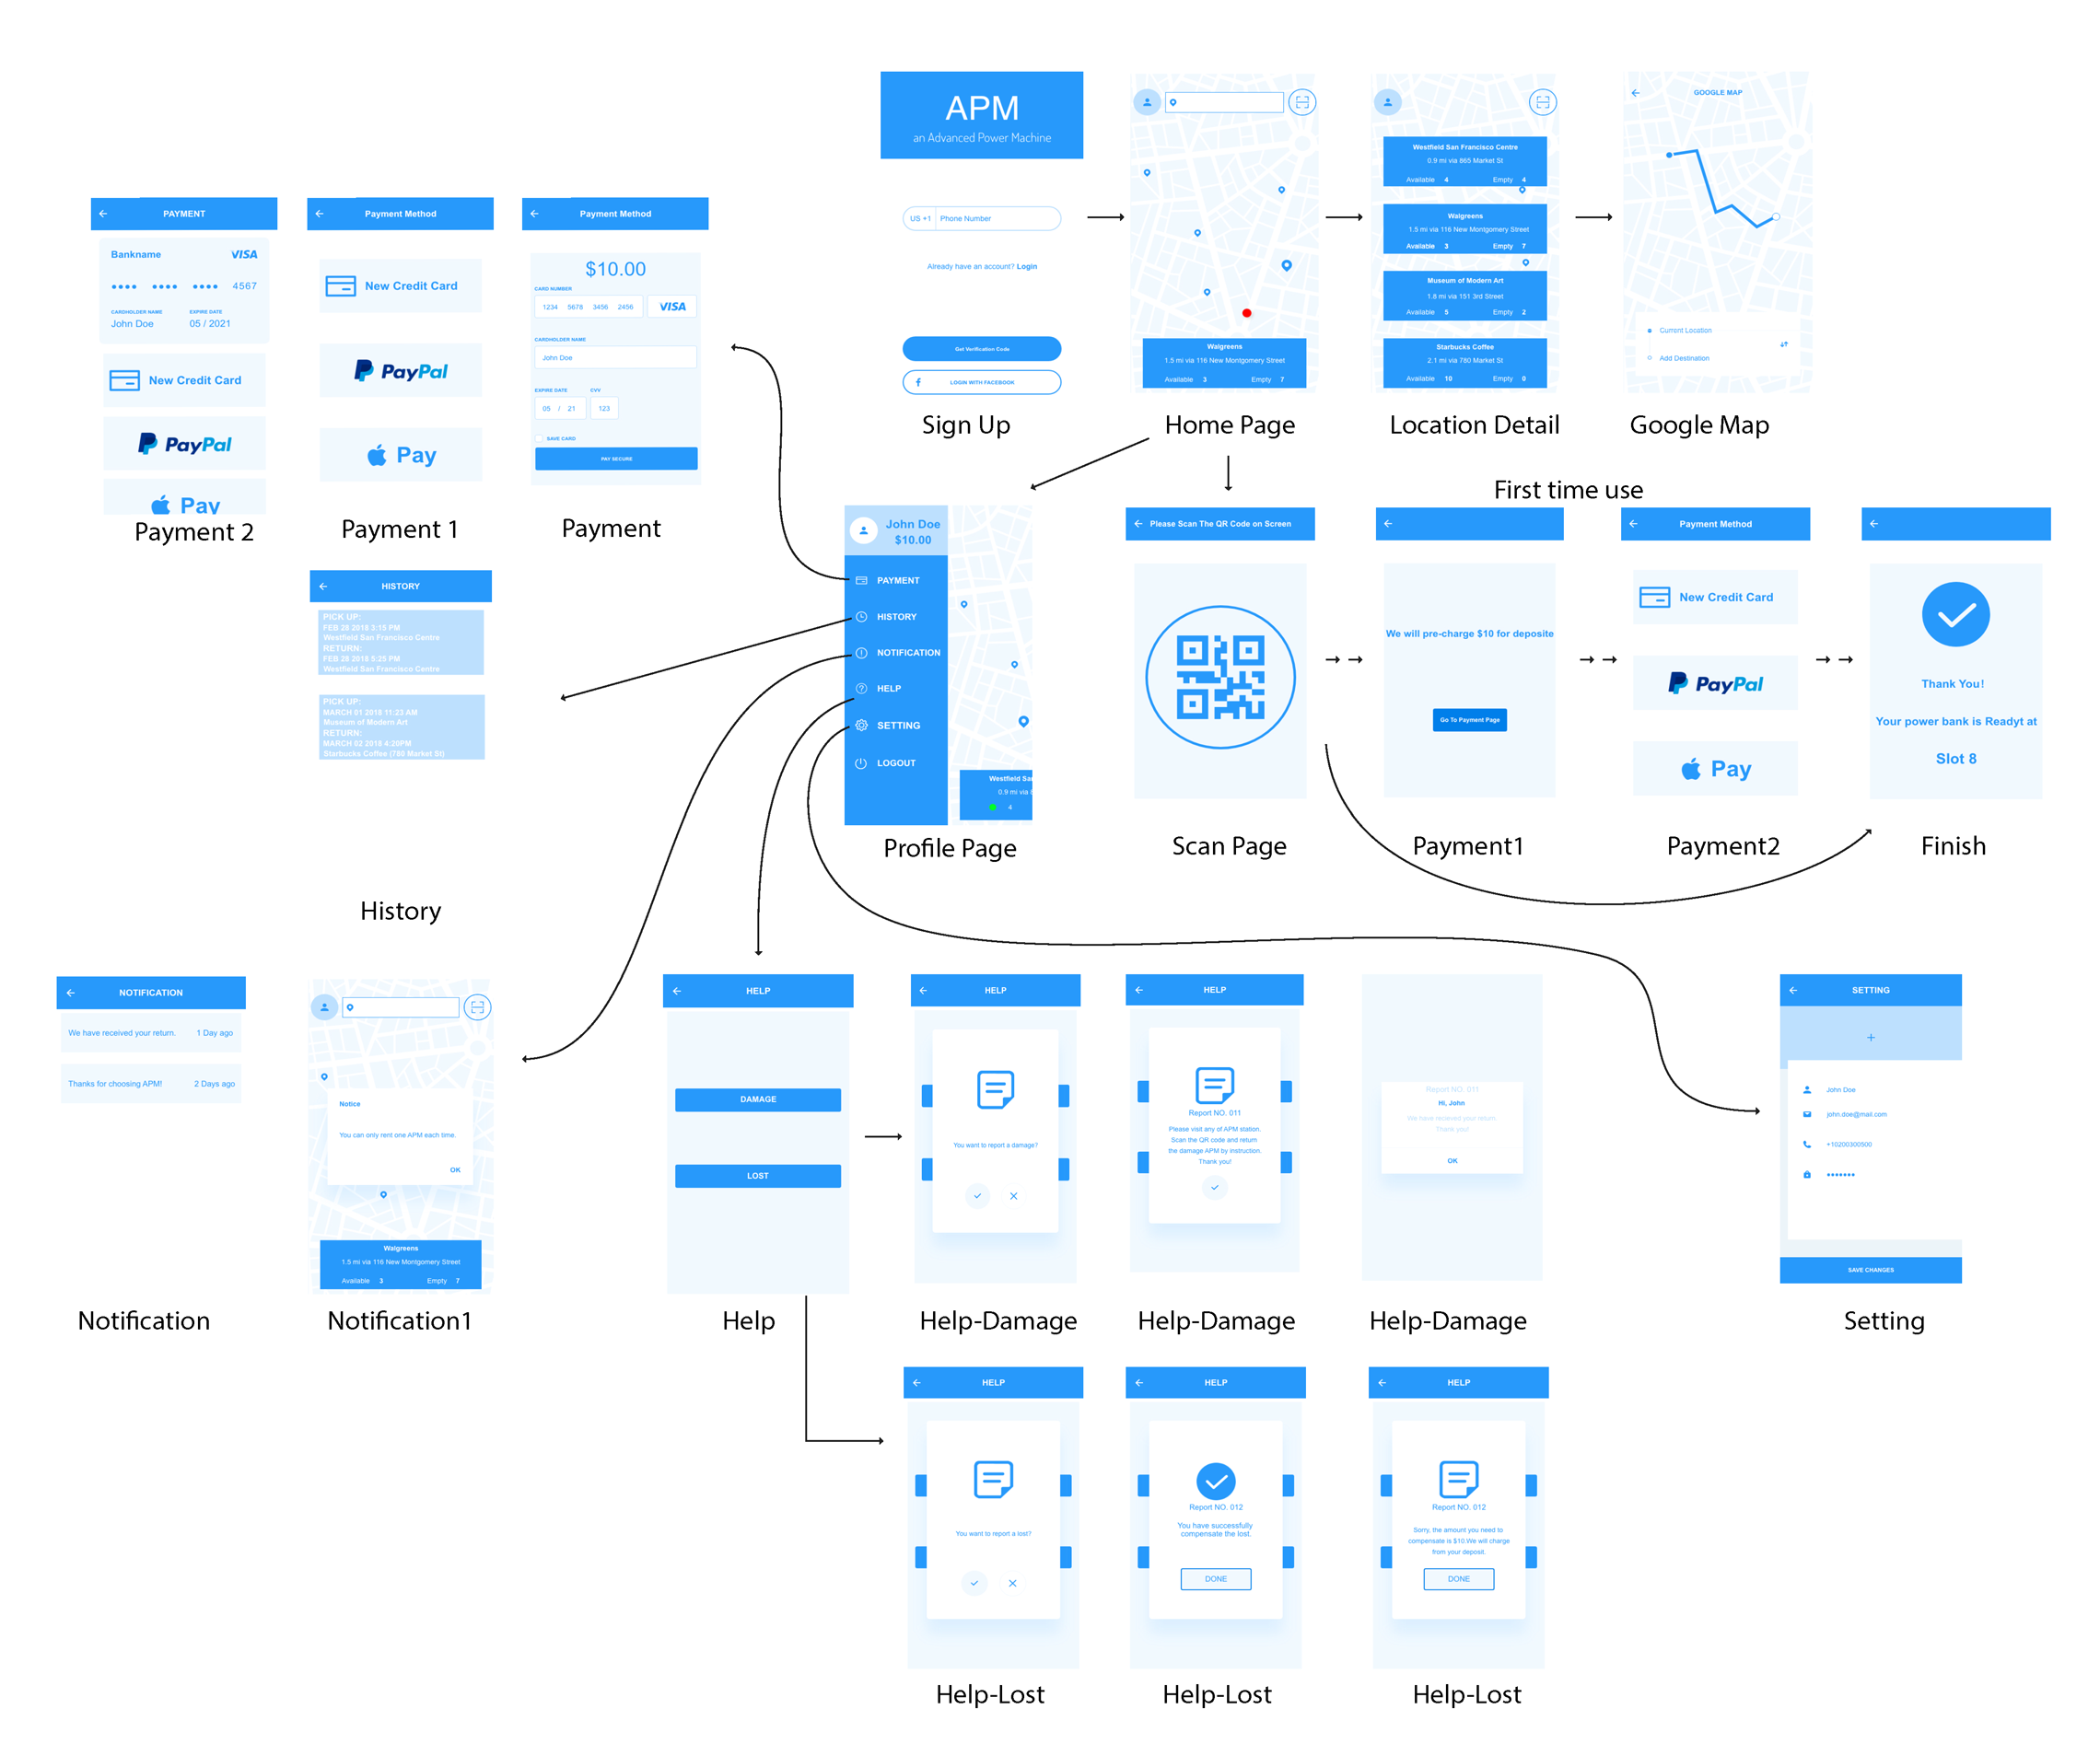 APM
an Advanced Power Machine
US +1 Phone Number
Already have an account? Login
Get Verification Code
LOGIN WITH FACEBOOK
Sign Up
Walgreens
1.5 mi via 116 New Montgomery Street
Available 3 Empty 7
Home Page
Westfield San Francisco Centre
0.9 mi via 865 Market St
Available 4 Empty 4
Walgreens
1.5 mi via 116 New Montgomery Street
Available 3 Empty 7
Museum of Modern Art
1.8 mi via 151 3rd Street
Available 5 Empty 2
Starbucks Coffee
2.1 mi via 780 Market St
Available 10 Empty 0
Location Detail
GOOGLE MAP
Current Location
Add Destination
Google Map
PAYMENT
Bankname VISA
•••• •••• •••• 4567
CARDHOLDER NAME EXPIRE DATE
John Doe 05 / 2021
New Credit Card
PayPal
Pay
Payment 2
Payment Method
New Credit Card
PayPal
Pay
Payment 1
Payment Method
$10.00
CARD NUMBER
1234 5678 3456 2456 VISA
CARDHOLDER NAME
John Doe
EXPIRE DATE CVV
05 / 21 123
SAVE CARD
PAY SECURE
Payment
First time use
John Doe
$10.00
PAYMENT
HISTORY
NOTIFICATION
HELP
SETTING
LOGOUT
Westfield Sa
0.9 mi via
4
Profile Page
Please Scan The QR Code on Screen
Scan Page
We will pre-charge $10 for deposite
Go To Payment Page
Payment1
Payment Method
New Credit Card
PayPal
Pay
Payment2
Thank You!
Your power bank is Readyt at
Slot 8
Finish
HISTORY
PICK UP:
FEB 28 2018 3:15 PM
Westfield San Francisco Centre
RETURN:
FEB 28 2018 5:25 PM
Westfield San Francisco Centre
PICK UP:
MARCH 01 2018 11:23 AM
Museum of Modern Art
RETURN:
MARCH 02 2018 4:20PM
Starbucks Coffee (780 Market St)
History
NOTIFICATION
We have received your return. 1 Day ago
Thanks for choosing APM! 2 Days ago
Notification
Notice
You can only rent one APM each time.
OK
Walgreens
1.5 mi via 116 New Montgomery Street
Available 3 Empty 7
Notification1
HELP
DAMAGE
LOST
Help
HELP
You want to report a damage?
Help-Damage
HELP
Report NO. 011
Please visit any of APM station.
Scan the QR code and return
the damage APM by instruction.
Thank you!
Help-Damage
Report NO. 011
Hi, John
We have recieved your return
Thank you!
OK
Help-Damage
SETTING
+
John Doe
john.doe@mail.com
+10200300500
•••••••
SAVE CHANGES
Setting
HELP
You want to report a lost?
Help-Lost
HELP
Report NO. 012
You have successfully
compensate the lost.
DONE
Help-Lost
HELP
Report NO. 012
Sorry, the amount you need to
compensate is $10.We will charge
from your deposit.
DONE
Help-Lost